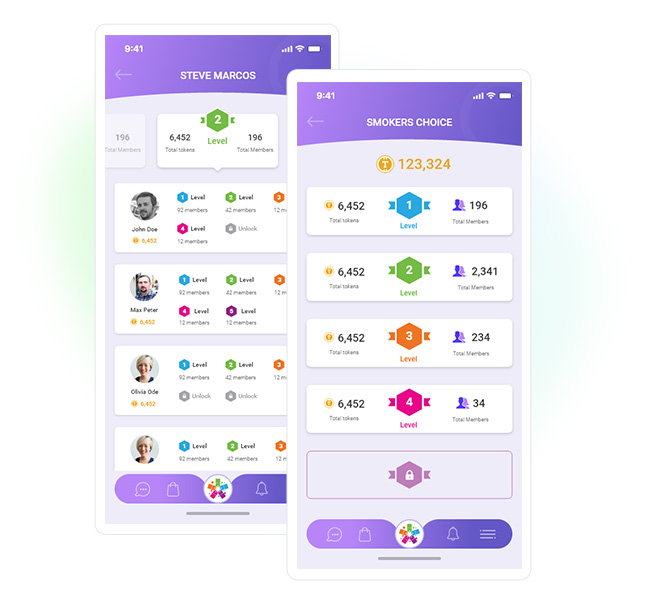 9:41
STEVE MARCOS
196
Total Members
6,452
Total tokens
2
Level
196
Total Members
John Doe
6,452
1 Level
92 members
2 Level
42 members
3
12 m
4 Level
12 members
Unlock
Max Peter
6,452
1 Level
92 members
2 Level
42 members
3
12 m
4 Level
12 members
5 Level
12 members
Olivia Ode
6,452
1 Level
92 members
2 Level
42 members
3
12 m
Unlock
Unlock
1 Level
92 members
2 Level
42 members
3
12 m
9:41
SMOKERS CHOICE
T 123,324
6,452
Total tokens
1
Level
196
Total Members
6,452
Total tokens
2
Level
2,341
Total Members
6,452
Total tokens
3
Level
234
Total Members
6,452
Total tokens
4
Level
34
Total Members